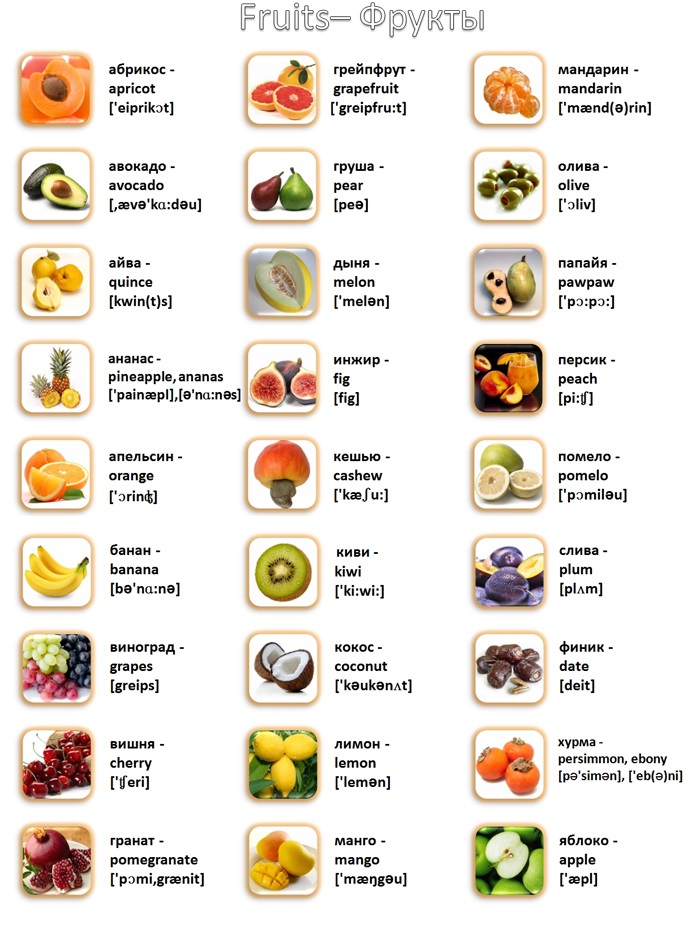 Fruits– Фрукты
абрикос -
apricot
['eiprikɔt]
авокадо -
avocado
[,ævə'kɑ:dəu]
айва -
quince
[kwin(t)s]
ананас -
pineapple, ananas
['painæpl],[ə'nɑ:nəs]
апельсин -
orange
['ɔrinʤ]
банан -
banana
[bə'nɑ:nə]
виноград -
grapes
[greips]
вишня -
cherry
['ʧeri]
гранат -
pomegranate
['pɔmi,grænit]
грейпфрут -
grapefruit
['greipfru:t]
груша -
pear
[peə]
дыня -
melon
['melən]
инжир -
fig
[fig]
кешью -
cashew
['kæʃu:]
киви -
kiwi
['ki:wi:]
кокос -
coconut
['kəukənʌt]
лимон -
lemon
['lemən]
манго -
mango
['mæŋgəu]
мандарин -
mandarin
['mænd(ə)rin]
олива -
olive
['ɔliv]
папайя -
pawpaw
['pɔ:pɔ:]
персик -
peach
[pi:ʧ]
помело -
pomelo
['pɔmiləu]
слива -
plum
[plʌm]
финик -
date
[deit]
хурма -
persimmon, ebony
[pə'simən], ['eb(ə)ni]
яблоко -
apple
['æpl]